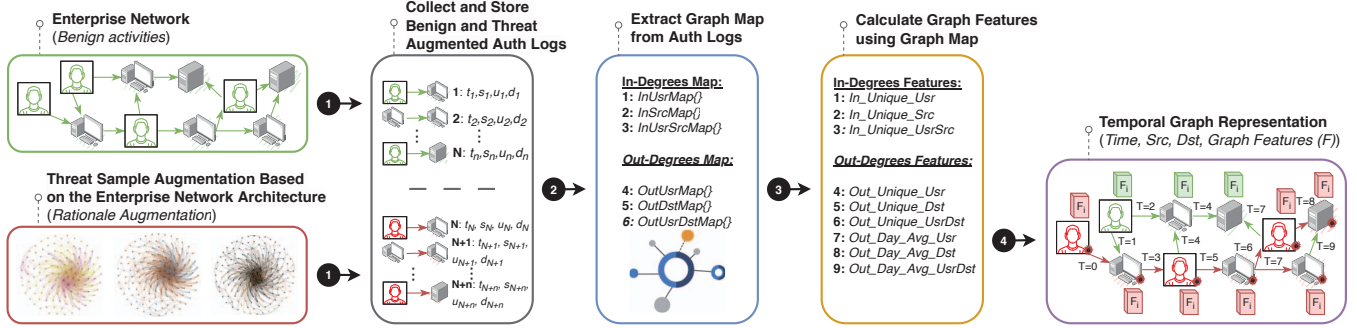 Enterprise Network
(Benign activities)
Threat Sample Augmentation Based
on the Enterprise Network Architecture
(Rationale Augmentation)
1
1
Collect and Store
Benign and Threat
Augmented Auth Logs
1: t1,s1,u1,d1
2: t2,s2,u2,d2
N: tn,sn,un,dn
N: tN, sN, uN, dN
N+1: tN+1, sN+1,
uN+1, dN+1
N+n: tN+n, sN+n,
uN+n, dN+n
2
Extract Graph Map
from Auth Logs
In-Degrees Map:
1: InUsrMap{}
2: InSrcMap{}
3: InUsrSrcMap{}
Out-Degrees Map:
4: OutUsrMap{}
5: OutDstMap{}
6: OutUsrDstMap{}
3
Calculate Graph Features
using Graph Map
In-Degrees Features:
1: In_Unique_Usr
2: In_Unique_Src
3: In_Unique_UsrSrc
Out-Degrees Features:
4: Out_Unique_Usr
5: Out_Unique_Dst
6: Out_Unique_UsrDst
7: Out_Day_Avg_Usr
8: Out_Day_Avg_Dst
9: Out_Day_Avg_UsrDst
4
Temporal Graph Representation
(Time, Src, Dst, Graph Features (F))
Fi
Fi
Fi
Fi
Fi
Fi
T=2
T=4
T=7
T=8
T=1
T=4
T=6
T=9
T=0
T=3
T=5
T=7
Fi
Fi
Fi
Fi